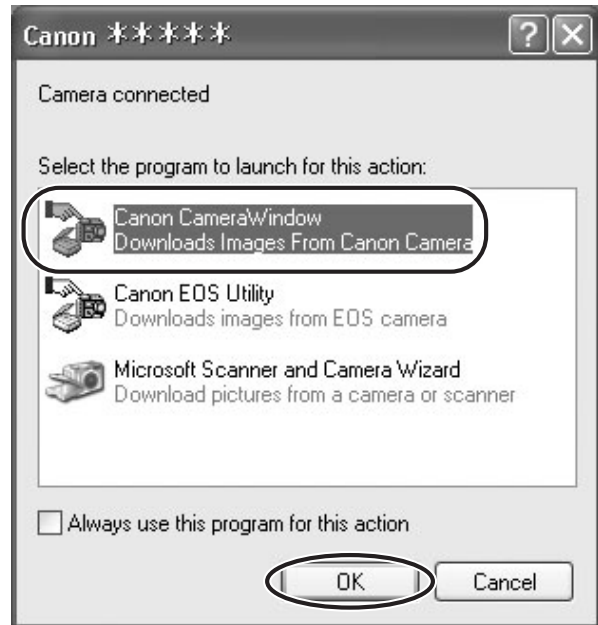 Canon *****
Camera connected
Select the program to launch for this action:
Canon CameraWindow
Downloads Images From Canon Camera
Canon EOS Utility
Downloads images from EOS camera
Microsoft Scanner and Camera Wizard
Download pictures from a camera or scanner
Always use this program for this action
OK Cancel